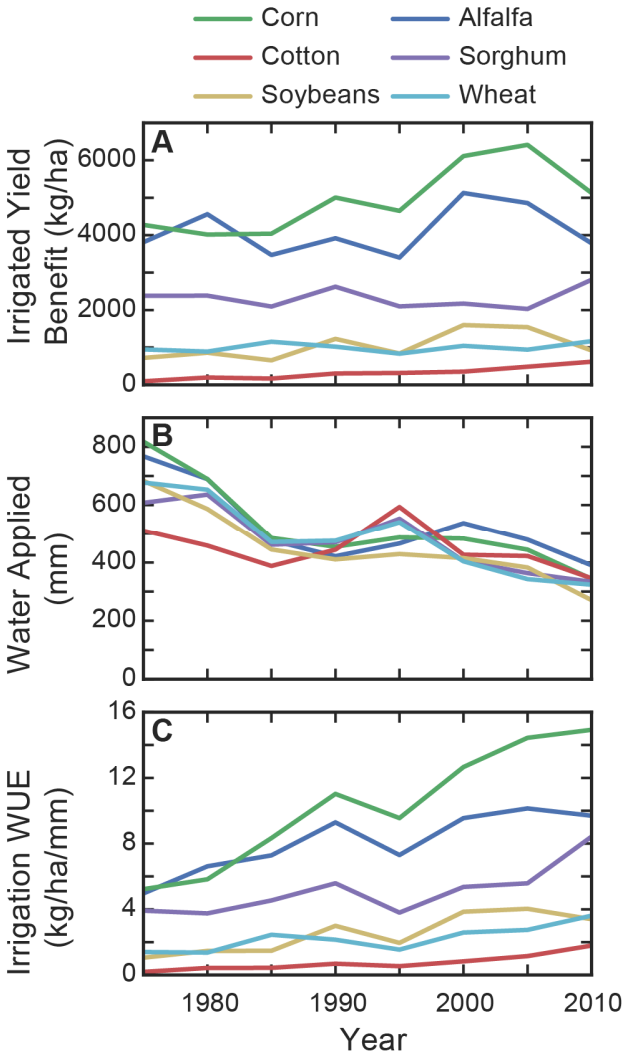 Corn Alfalfa
Cotton Sorghum
Soybeans Wheat
A
6000
4000
2000
0
Irrigated Yield
Benefit (kg/ha)
B
800
600
400
200
0
Water Applied
(mm)
C
16
12
8
4
0
Irrigation WUE
(kg/ha/mm)
1980 1990 2000 2010
Year